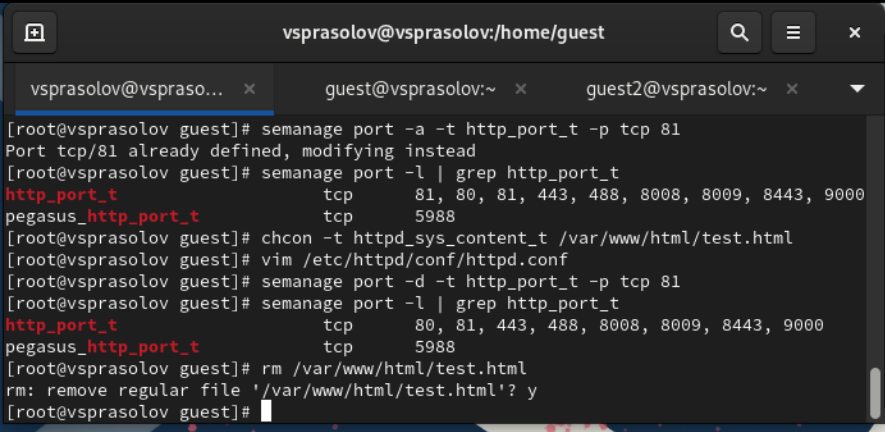 vsprasolov@vsprasolov:/home/guest
vspraso​lov@vspraso... guest@vsprasolov:~ guest2@vsprasolov:~
[root@vsprasolov guest]# semanage port -a -t http_port_t -p tcp 81
Port tcp/81 already defined, modifying instead
[root@vsprasolov guest]# semanage port -l | grep http_port_t
http_port_t tcp 81, 80, 81, 443, 488, 8008, 8009, 8443, 9000
pegasus_http_port_t tcp 5988
[root@vsprasolov guest]# chcon -t httpd_sys_content_t /var/www/html/test.html
[root@vsprasolov guest]# vim /etc/httpd/conf/httpd.conf
[root@vsprasolov guest]# semanage port -d -t http_port_t -p tcp 81
[root@vsprasolov guest]# semanage port -l | grep http_port_t
http_port_t tcp 80, 81, 443, 488, 8008, 8009, 8443, 9000
pegasus_http_port_t tcp 5988
[root@vsprasolov guest]# rm /var/www/html/test.html
rm: remove regular file '/var/www/html/test.html'? y
[root@vsprasolov guest]#